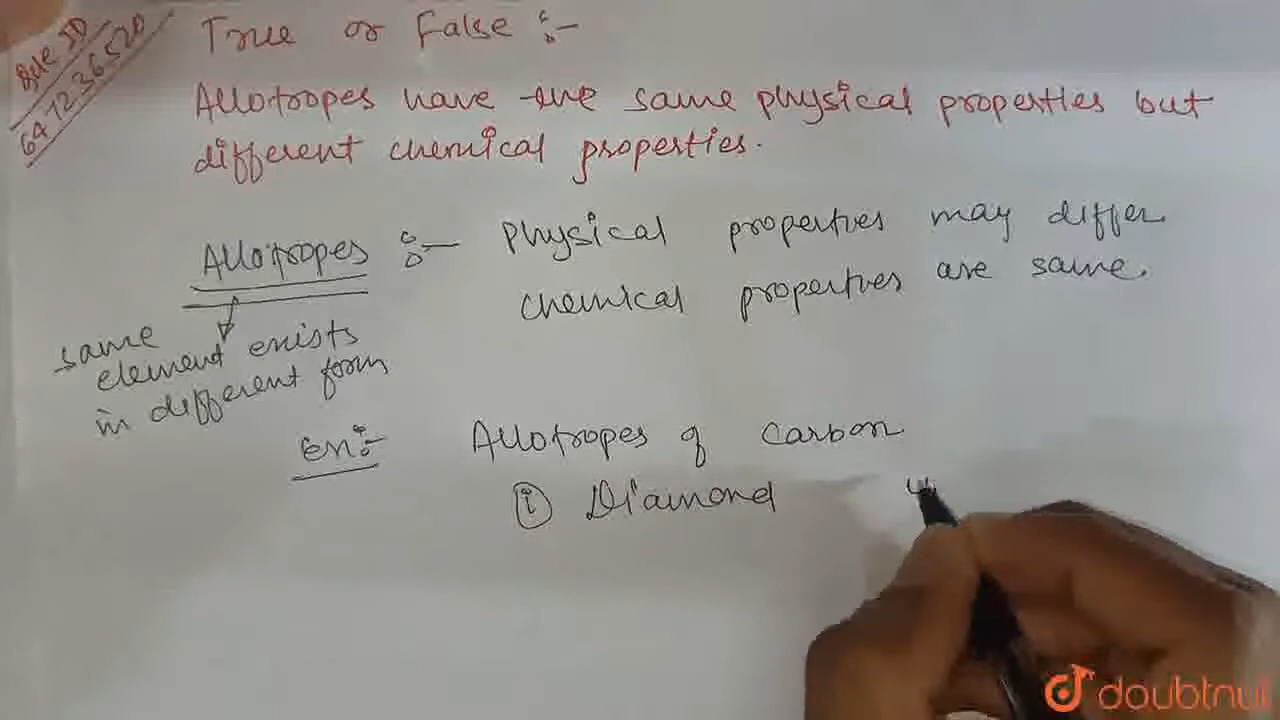 Que ID
647236520
True or False :-
Allotropes have the same physical properties but
different chemical properties.
Allotropes :- Physical properties may differ
chemical properties are same.
same
element exists
in different form
Ex:- Allotropes of carbon
(i) Diamond
doubtnut